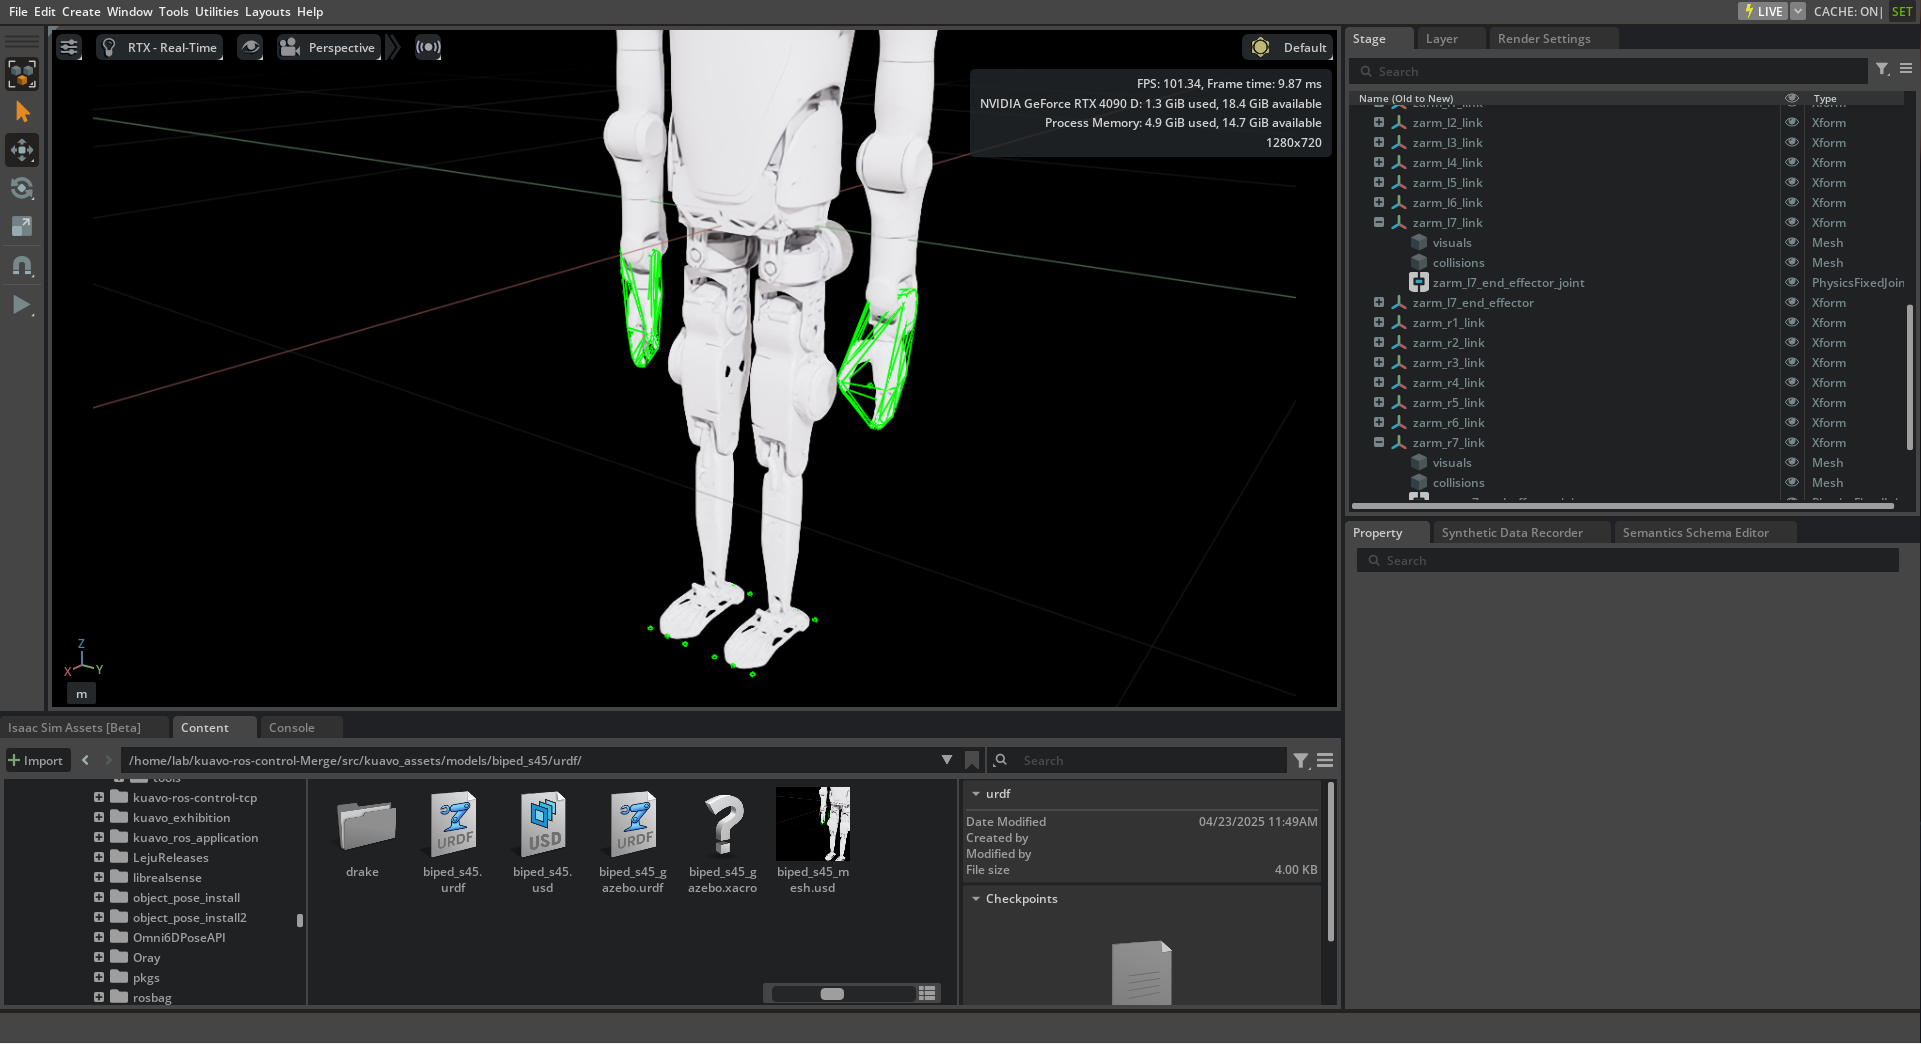 File Edit Create Window Tools Utilities Layouts Help
LIVE CACHE: ON| SET
RTX - Real-Time
Perspective
Default
FPS: 101.34, Frame time: 9.87 ms
NVIDIA GeForce RTX 4090 D: 1.3 GiB used, 18.4 GiB available
Process Memory: 4.9 GiB used, 14.7 GiB available
1280x720
Z
X Y
m
Stage Layer Render Settings
Search
Name (Old to New) Type
zarm_l2_link Xform
zarm_l3_link Xform
zarm_l4_link Xform
zarm_l5_link Xform
zarm_l6_link Xform
zarm_l7_link Xform
visuals Mesh
collisions Mesh
zarm_l7_end_effector_joint PhysicsFixedJoin
zarm_l7_end_effector Xform
zarm_r1_link Xform
zarm_r2_link Xform
zarm_r3_link Xform
zarm_r4_link Xform
zarm_r5_link Xform
zarm_r6_link Xform
zarm_r7_link Xform
visuals Mesh
collisions Mesh
Property Synthetic Data Recorder Semantics Schema Editor
Search
Isaac Sim Assets [Beta] Content Console
Import /home/lab/kuavo-ros-control-Merge/src/kuavo_assets/models/biped_s45/urdf/ Search
tools
kuavo-ros-control-tcp
kuavo_exhibition
kuavo_ros_application
LejuReleases
librealsense
object_pose_install
object_pose_install2
Omni6DPoseAPI
Oray
pkgs
rosbag
URDF
USD
URDF
drake
biped_s45.
urdf
biped_s45.
usd
biped_s45_g
azebo.urdf
biped_s45_g
azebo.xacro
biped_s45_m
esh.usd
urdf
Date Modified 04/23/2025 11:49AM
Created by
Modified by
File size 4.00 KB
Checkpoints